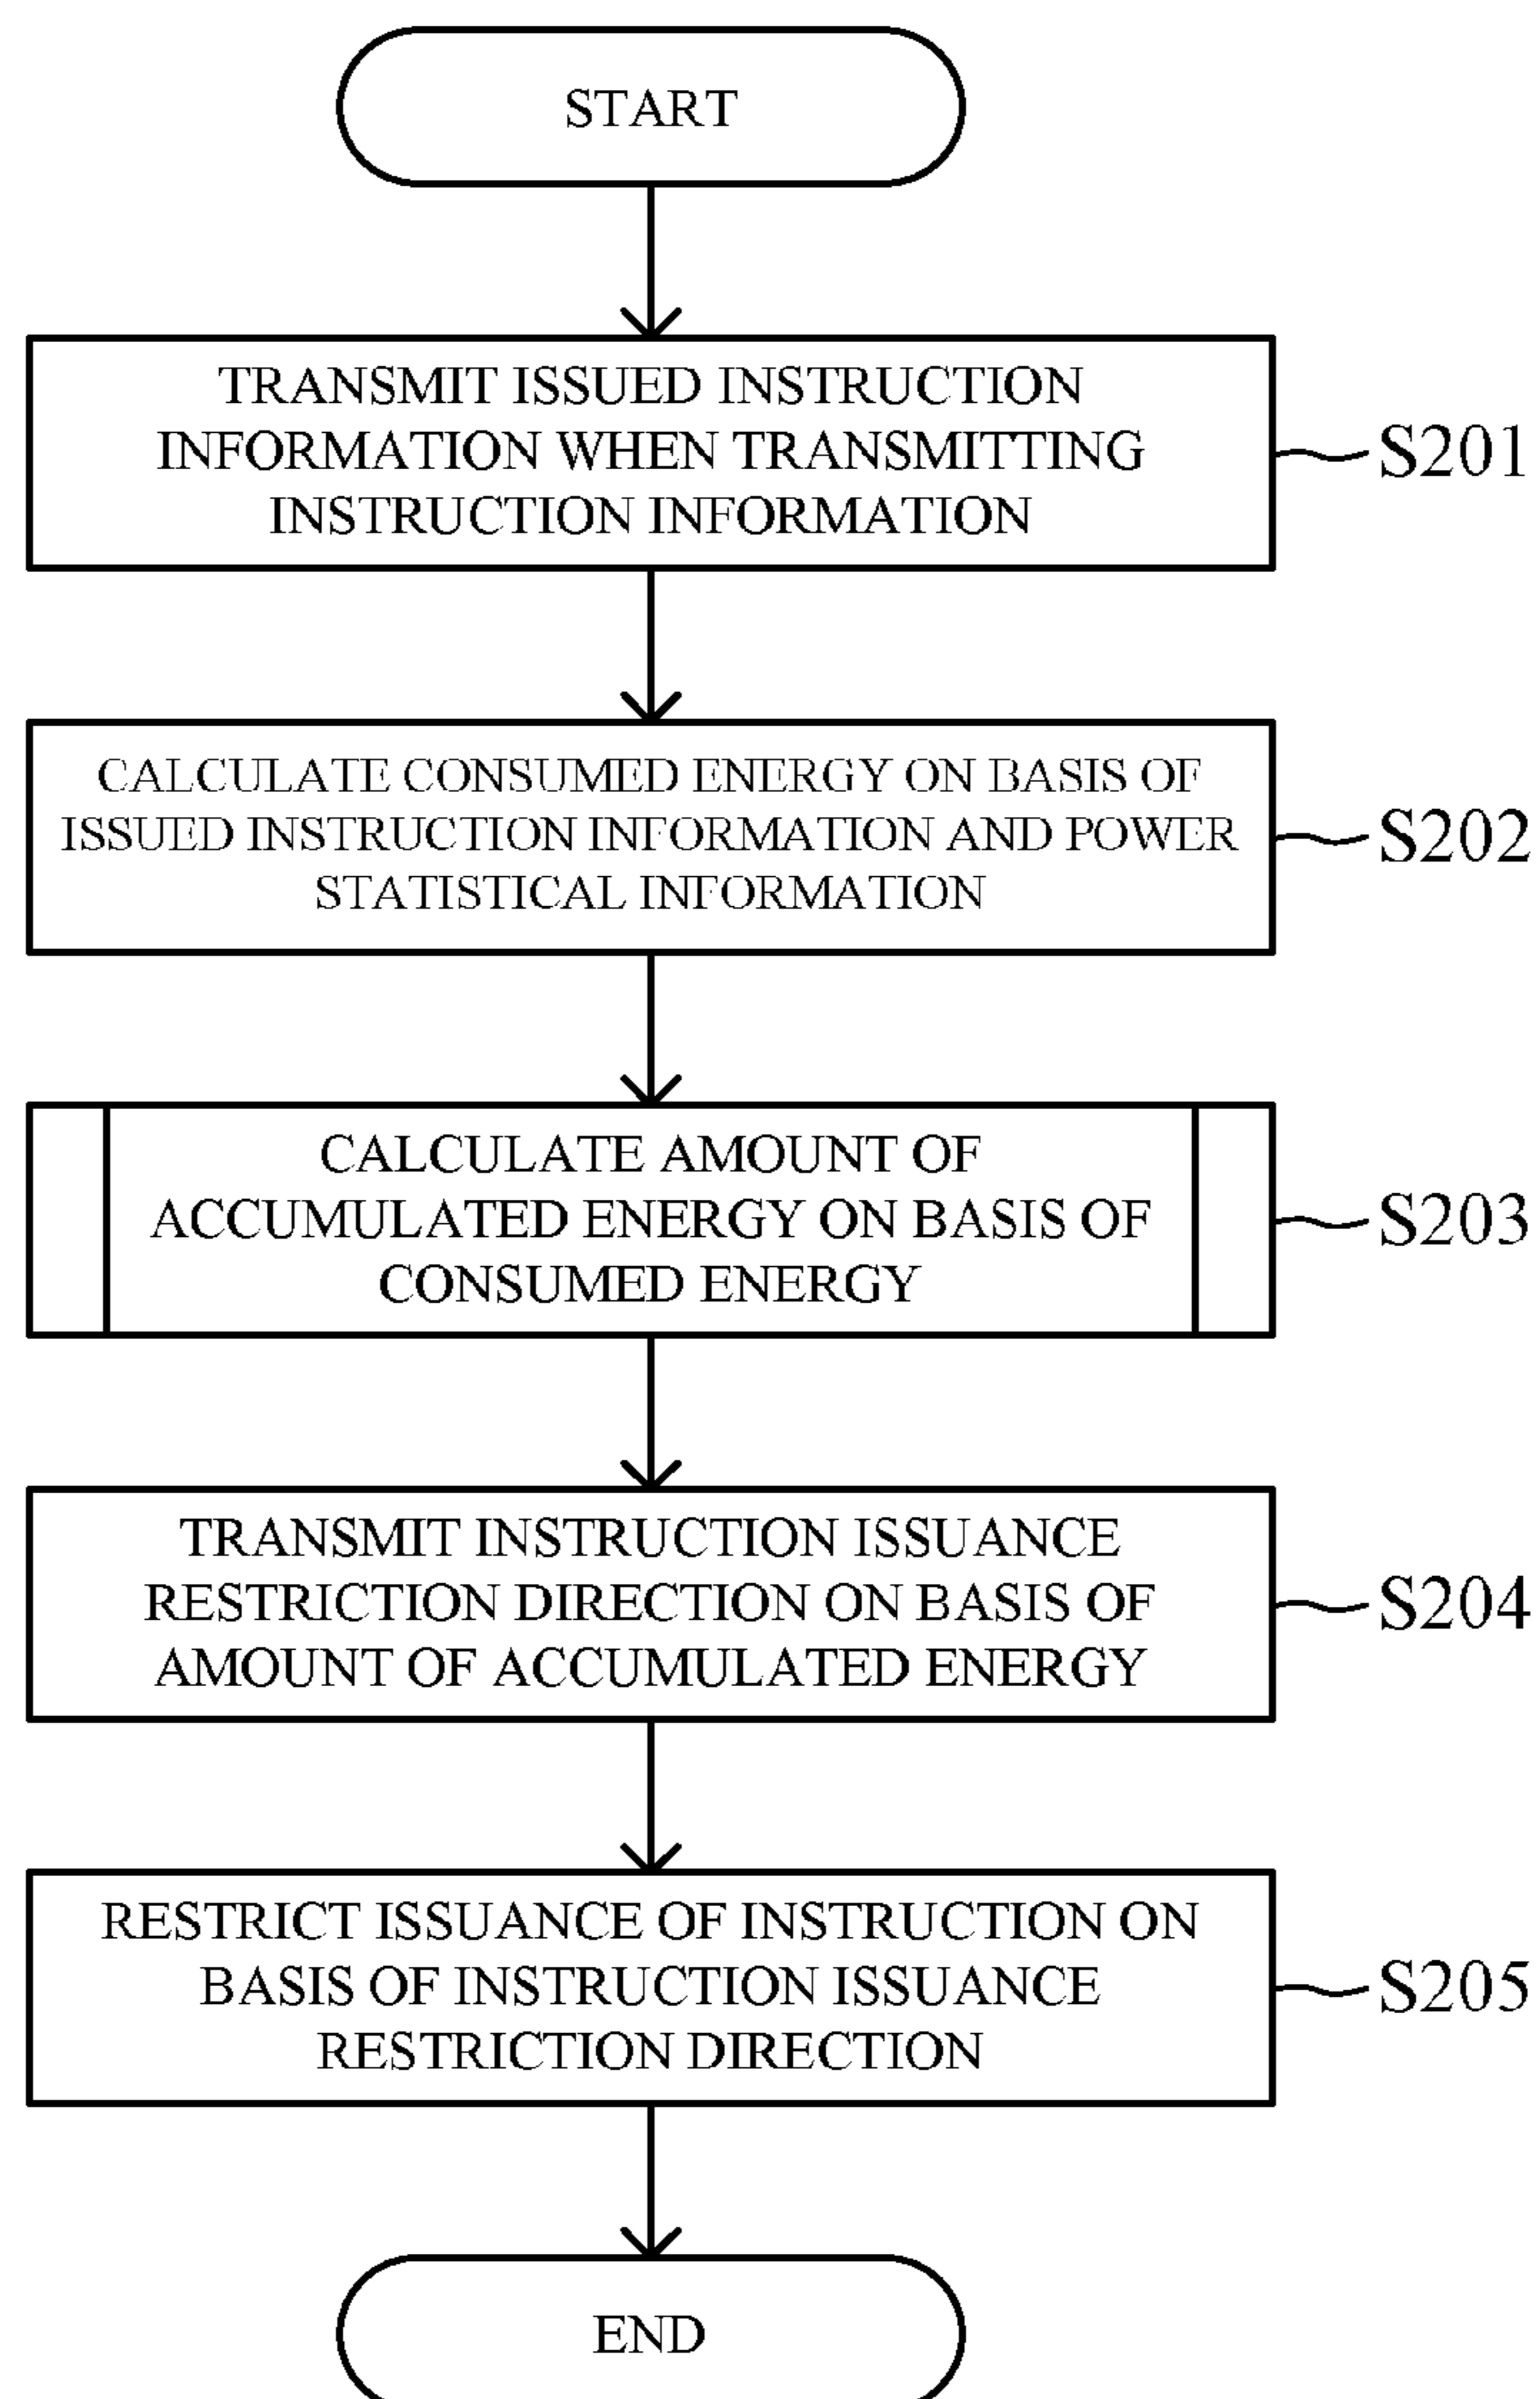 START
TRANSMIT ISSUED INSTRUCTION
INFORMATION WHEN TRANSMITTING
INSTRUCTION INFORMATION
S201
CALCULATE CONSUMED ENERGY ON BASIS OF
ISSUED INSTRUCTION INFORMATION AND POWER
STATISTICAL INFORMATION
S202
CALCULATE AMOUNT OF
ACCUMULATED ENERGY ON BASIS OF
CONSUMED ENERGY
S203
TRANSMIT INSTRUCTION ISSUANCE
RESTRICTION DIRECTION ON BASIS OF
AMOUNT OF ACCUMULATED ENERGY
S204
RESTRICT ISSUANCE OF INSTRUCTION ON
BASIS OF INSTRUCTION ISSUANCE
RESTRICTION DIRECTION
S205
END